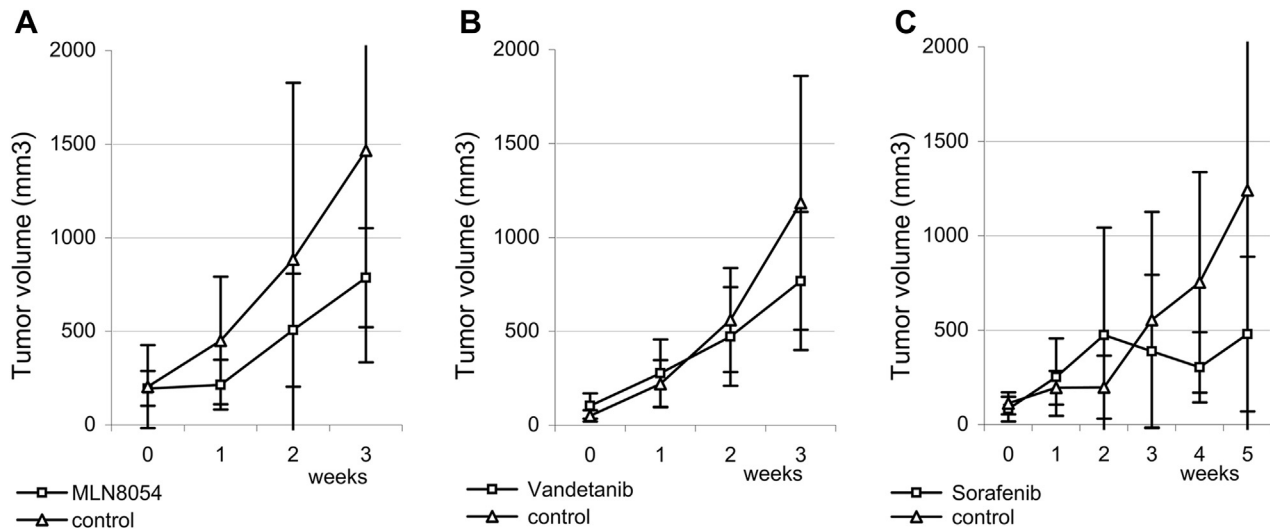 A
Tumor volume (mm3)
2000
1500
1000
500
0
0 1 2 3
weeks
MLN8054
control
B
Tumor volume (mm3)
2000
1500
1000
500
0
0 1 2 3
weeks
Vandetanib
control
C
Tumor volume (mm3)
2000
1500
1000
500
0
0 1 2 3 4 5
weeks
Sorafenib
control